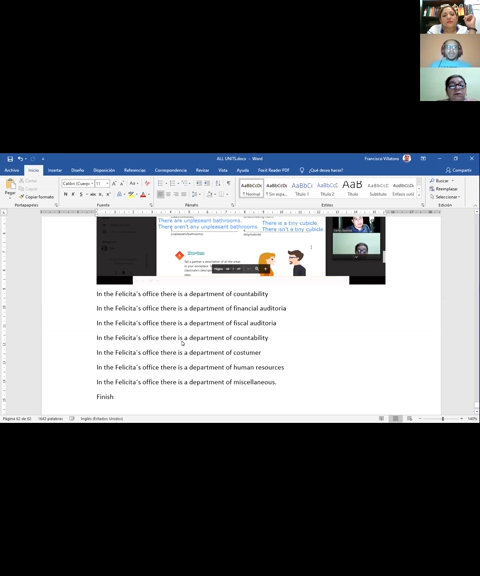 ALL UNITS.docx - Word
Francisco Villatoro
Archivo Inicio Insertar Diseño Disposición Referencias Correspondencia Revisar Vista Ayuda Foxit Reader PDF ¿Qué desea hacer? Compartir
Pegar
Cortar
Copiar
Copiar formato
Calibri (Cuerpo) 11
AaBbCcDc AaBbCcDc AaBbCc AaBbCcC AaB AaBbCcC AaBbCcDc
¶ Normal ¶ Sin espa... Título 1 Título 2 Título Subtítulo Énfasis sutil
Buscar
Reemplazar
Seleccionar
Portapapeles Fuente Párrafo Estilos Edición
There are unpleasant bathrooms.
There aren't any unpleasant bathrooms
There is a tiny cubicle.
There isn't a tiny cubicle.
In the Felicita´s office there is a department of countability
In the Felicita´s office there is a department of financial auditoria
In the Felicita´s office there is a department of fiscal auditoria
In the Felicita´s office there is a department of countability
In the Felicita´s office there is a department of costumer
In the Felicita´s office there is a department of human resources
In the Felicita´s office there is a department of miscellaneous.
Finish
Página 62 de 62 Inglés (Estados Unidos) 140%